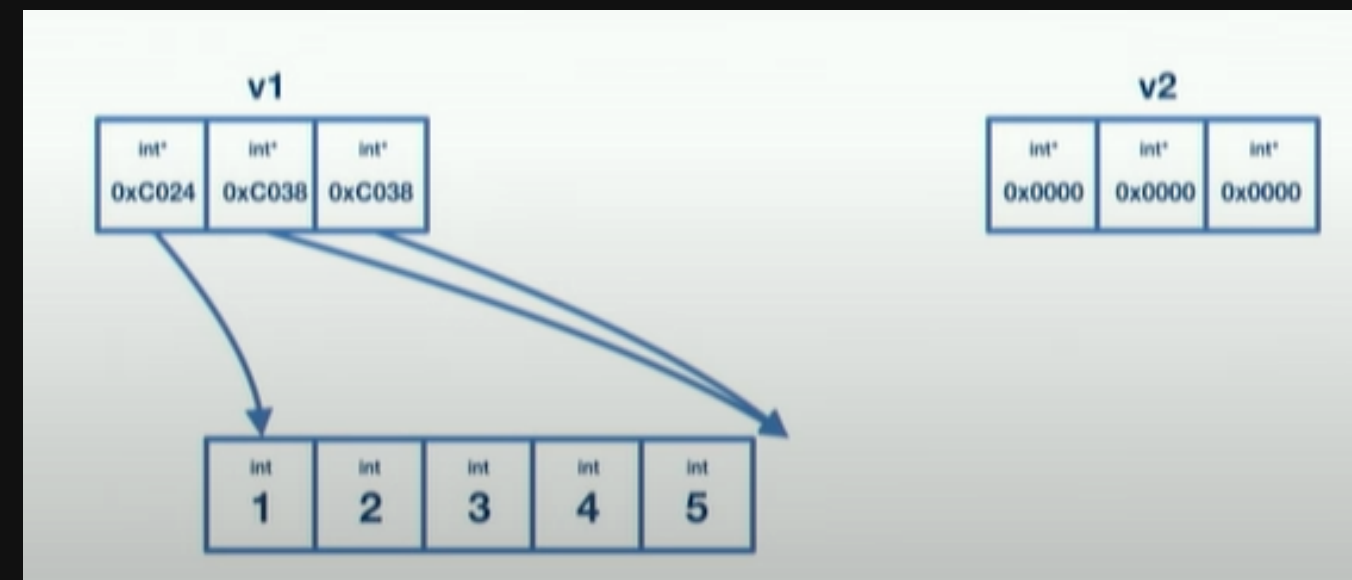 v1
v2
int* int* int*
0xC024 0xC038 0xC038
int* int* int*
0x0000 0x0000 0x0000
int int int int int
1 2 3 4 5